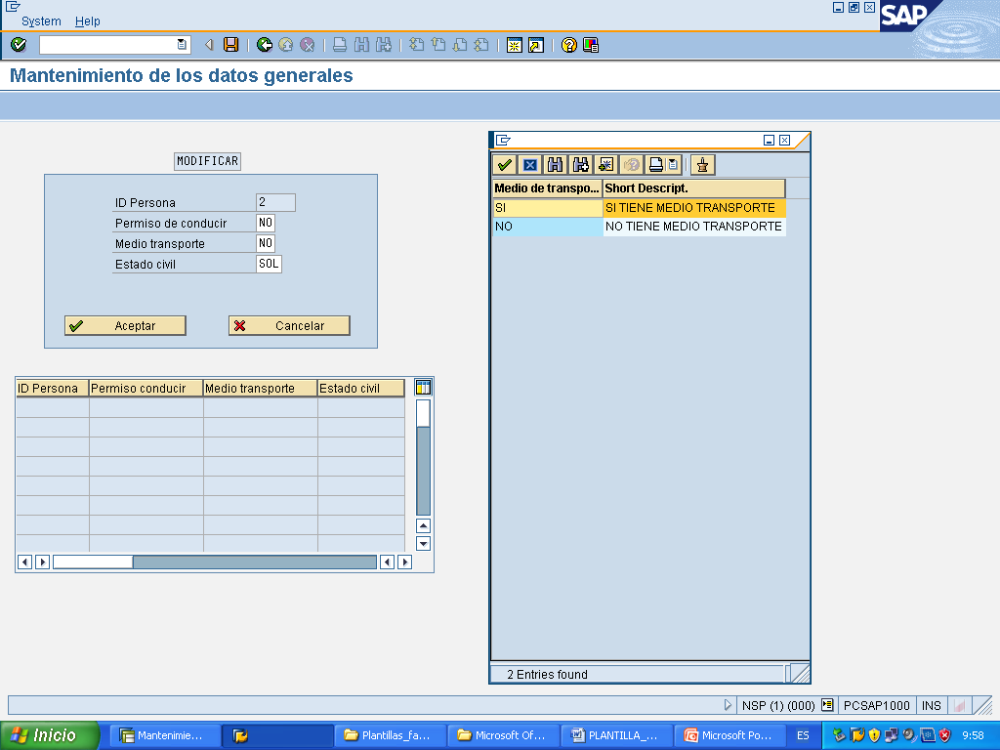 System Help
SAP
Mantenimiento de los datos generales
MODIFICAR
ID Persona 2
Permiso de conducir NO
Medio transporte NO
Estado civil SOL
Aceptar Cancelar
ID Persona Permiso conducir Medio transporte Estado civil
Medio de transpo... Short Descript.
SI SI TIENE MEDIO TRANSPORTE
NO NO TIENE MEDIO TRANSPORTE
2 Entries found
NSP (1) (000) PCSAP1000 INS
Inicio Mantenimie... Plantillas_fa... Microsoft Of... PLANTILLA_... Microsoft Po... ES 9:58